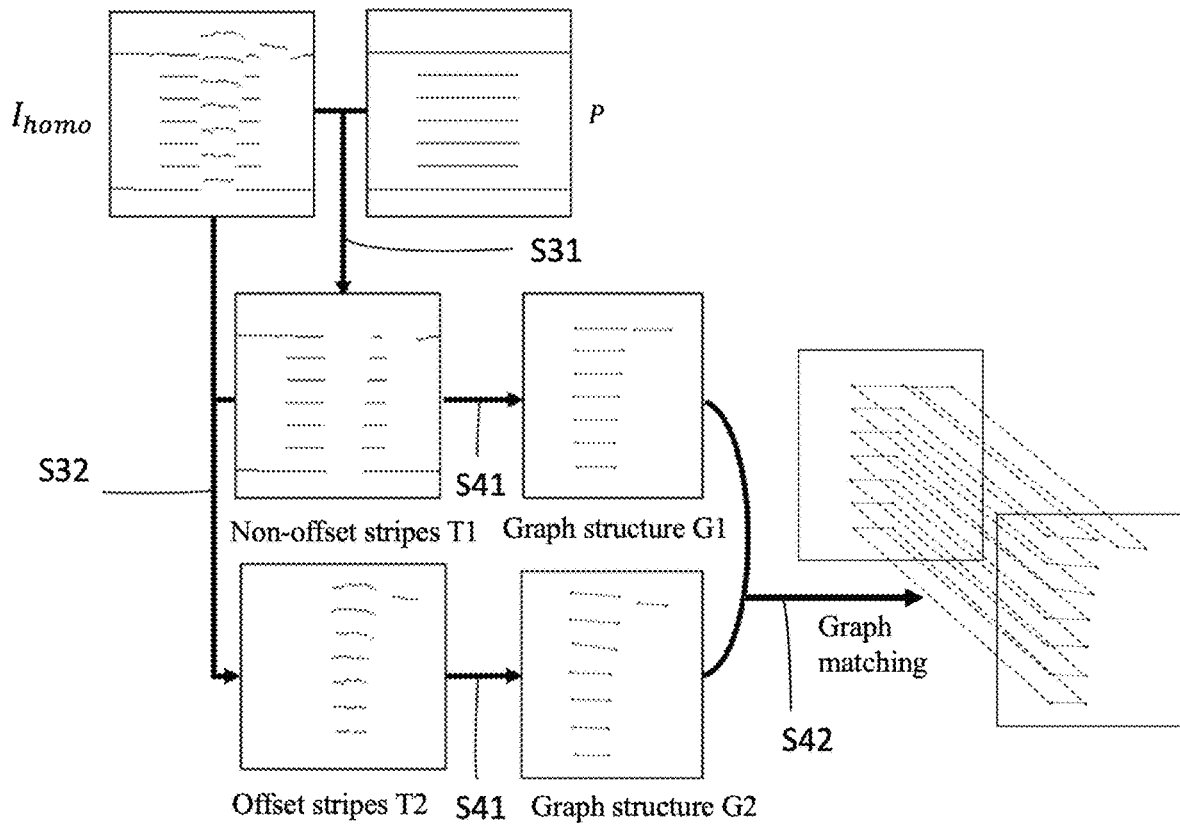 I_homo
P
S31
S32
S41
Non-offset stripes T1
Graph structure G1
Graph
matching
S42
Offset stripes T2
S41
Graph structure G2